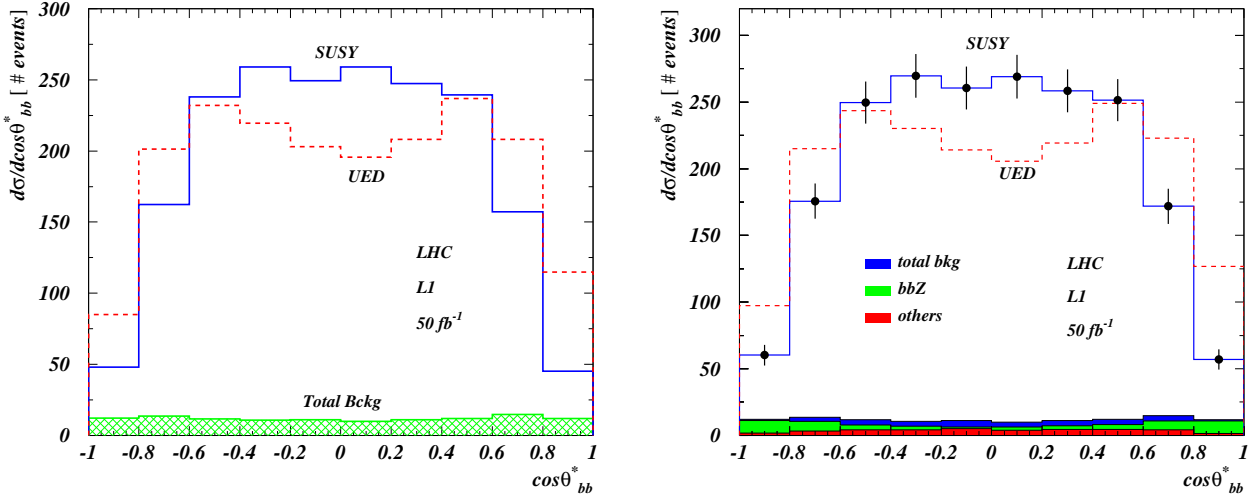 dσ/dcosθ*bb [ # events]
300
250
200
150
100
50
0
SUSY
UED
LHC
L1
50 fb-1
Total Bckg
-1 -0.8 -0.6 -0.4 -0.2 0 0.2 0.4 0.6 0.8 1
cosθ*bb
dσ/dcosθ*bb [ # events]
300
250
200
150
100
50
0
SUSY
UED
total bkg
bbZ
others
LHC
L1
50 fb-1
-1 -0.8 -0.6 -0.4 -0.2 0 0.2 0.4 0.6 0.8 1
cosθ*bb